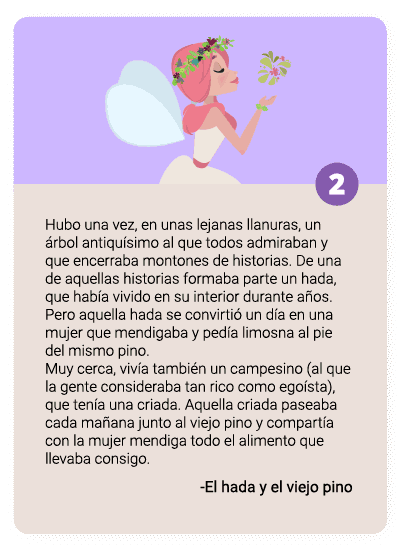 2
Hubo una vez, en unas lejanas llanuras, un
árbol antiquísimo al que todos admiraban y
que encerraba montones de historias. De una
de aquellas historias formaba parte un hada,
que había vivido en su interior durante años.
Pero aquella hada se convirtió un día en una
mujer que mendigaba y pedía limosna al pie
del mismo pino.
Muy cerca, vivía también un campesino (al que
la gente consideraba tan rico como egoísta),
que tenía una criada. Aquella criada paseaba
cada mañana junto al viejo pino y compartía
con la mujer mendiga todo el alimento que
llevaba consigo.
-El hada y el viejo pino